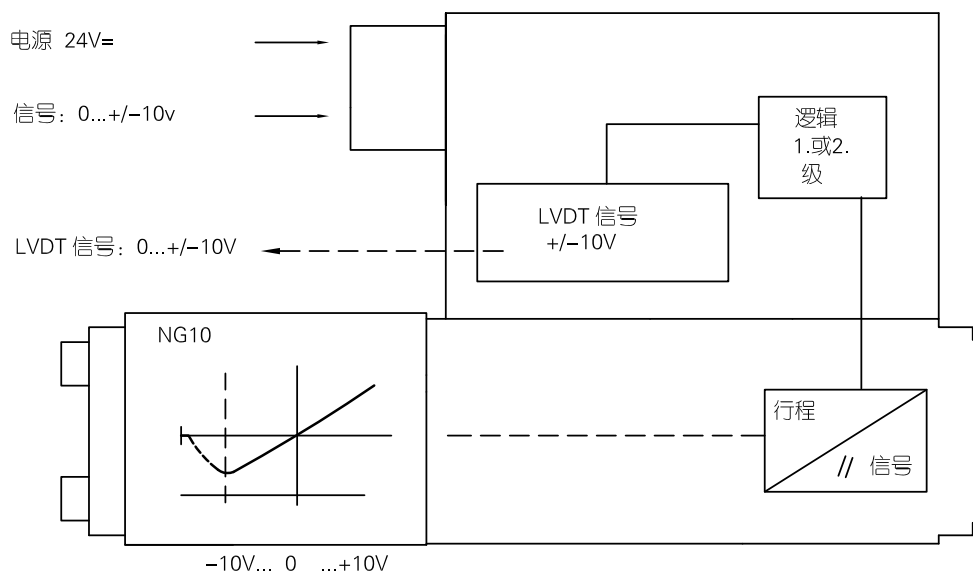 电源 24V=
信号: 0...+/-10v
LVDT 信号: 0...+/-10V
逻辑
1.或2.
级
LVDT 信号
+/-10V
NG10
行程
// 信号
-10V... 0 ...+10V